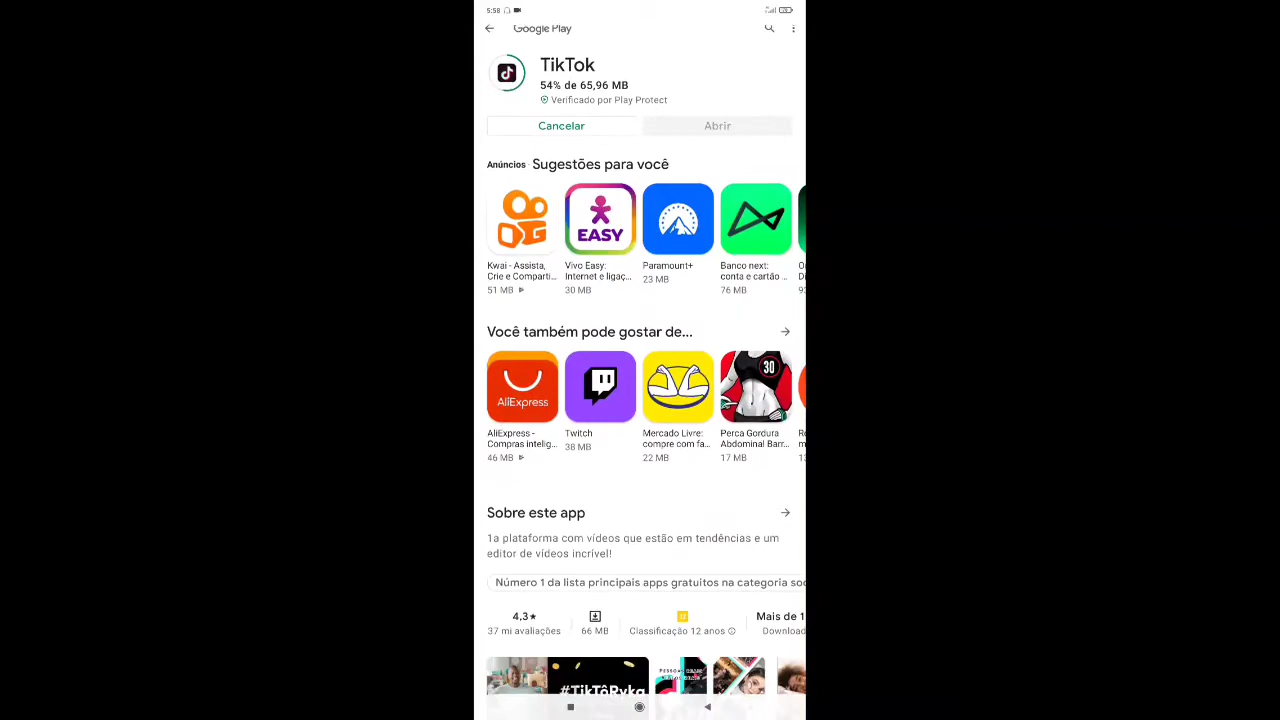 5:58
Google Play
TikTok
54% de 65,96 MB
Verificado por Play Protect
Cancelar
Abrir
Anúncios · Sugestões para você
EASY
Kwai - Assista, Crie e Comparti...
51 MB
Vivo Easy: Internet e ligaç...
30 MB
Paramount+
23 MB
Banco next: conta e cartão ...
76 MB
Você também pode gostar de...
AliExpress
30
AliExpress - Compras intelig...
46 MB
Twitch
38 MB
Mercado Livre: compre com fa...
22 MB
Perca Gordura Abdominal Barr...
17 MB
Sobre este app
1a plataforma com vídeos que estão em tendências e um
editor de vídeos incrível!
Número 1 da lista principais apps gratuitos na categoria soc
4,3★
37 mi avaliações
66 MB
12
Classificação 12 anos
Mais de 1
Download
#TikTôRyka